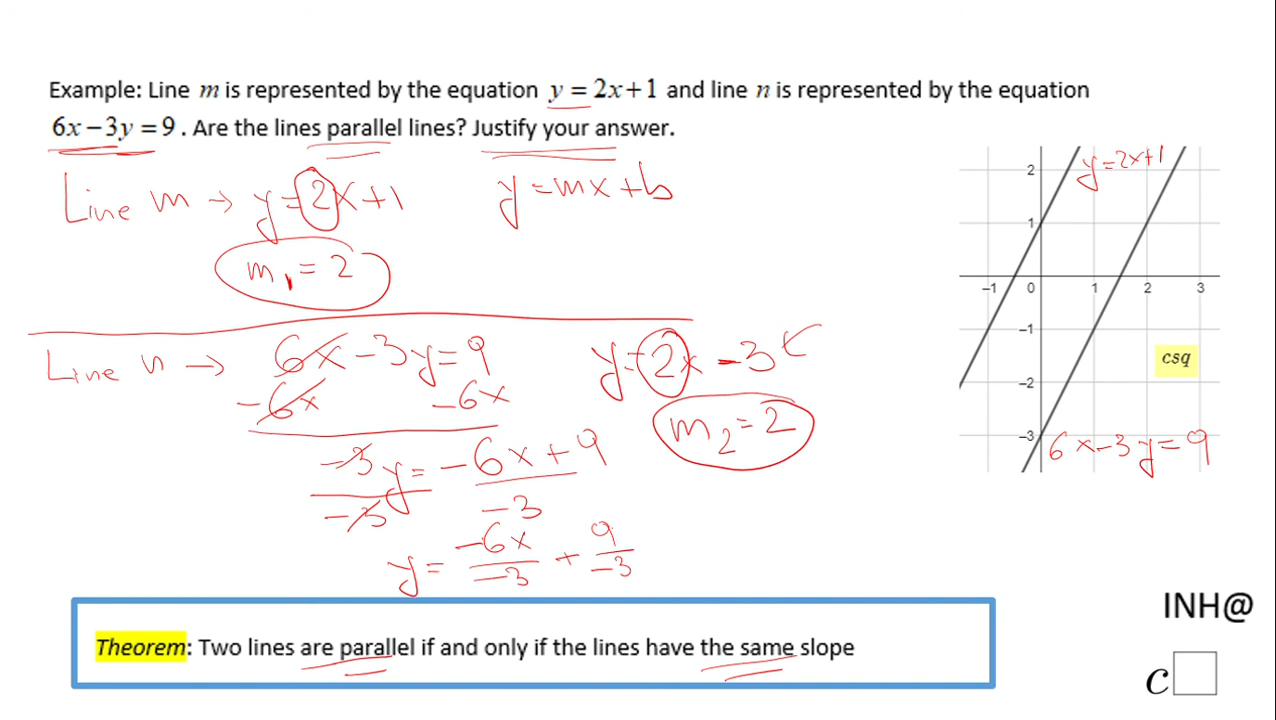 Example: Line m is represented by the equation y = 2x+1 and line n is represented by the equation
6x−3y = 9. Are the lines parallel lines? Justify your answer.
Line m → y=2x+1
y=mx+b
m₁=2
Line n → 6x-3y=9
-6x -6x
-3y=-6x+9
-3 -3
y=-6x/-3 + 9/-3
y=2x-3
m₂=2
2
1
−1 0 1 2 3
−1
−2
−3
y=2x+1
csq
6x-3y=9
Theorem: Two lines are parallel if and only if the lines have the same slope
INH@
c